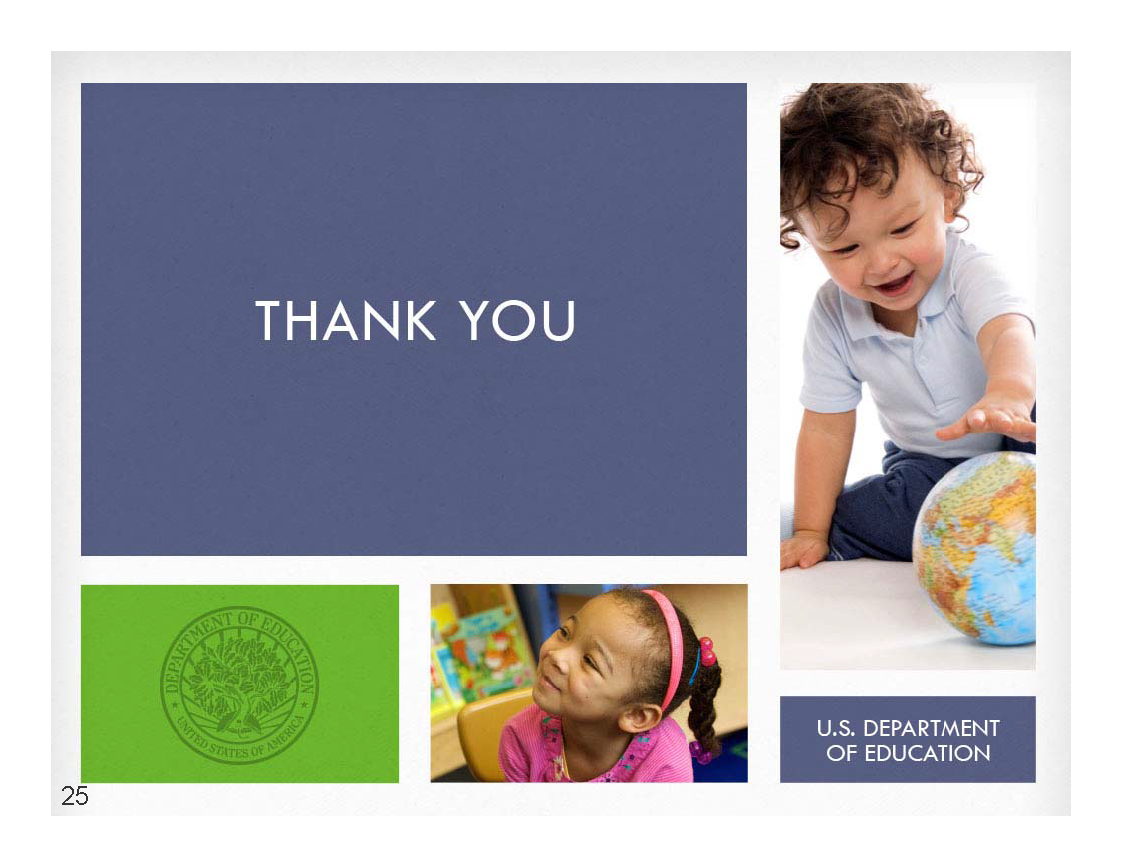 THANK YOU
DEPARTMENT OF EDUCATION
UNITED STATES OF AMERICA
U.S. DEPARTMENT
OF EDUCATION
25